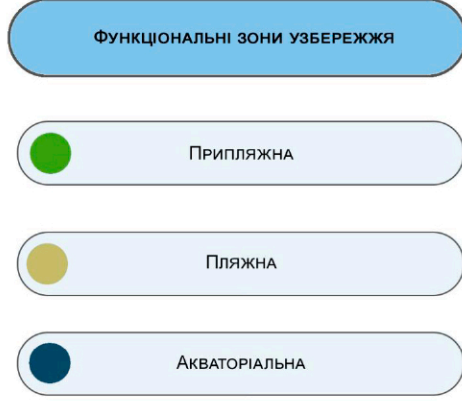 Функціональні зони узбережжя
Припляжна
Пляжна
Акваторіальна